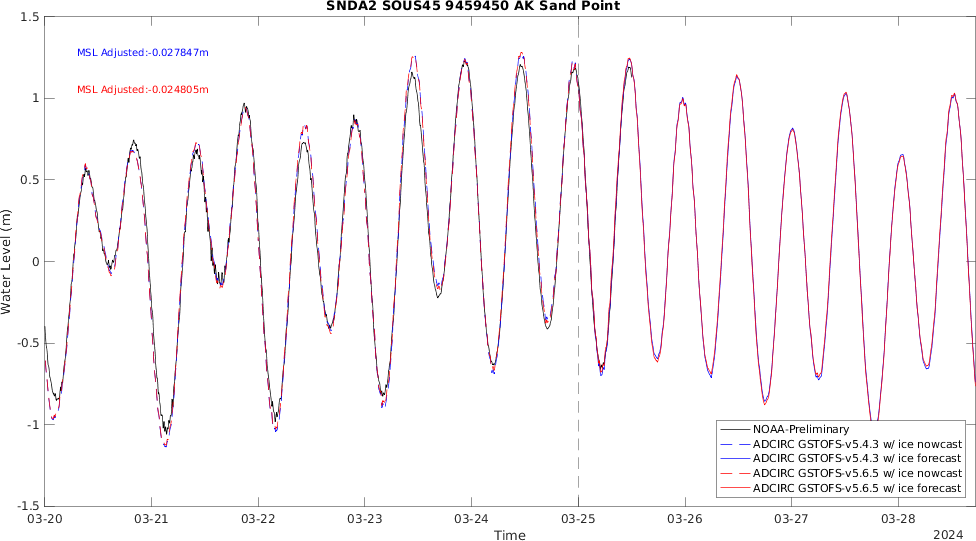 SNDA2 SOUS45 9459450 AK Sand Point
1.5
MSL Adjusted:-0.027847m
MSL Adjusted:-0.024805m
1
0.5
0
-0.5
-1
-1.5
Water Level (m)
NOAA-Preliminary
ADCIRC GSTOFS-v5.4.3 w/ ice nowcast
ADCIRC GSTOFS-v5.4.3 w/ ice forecast
ADCIRC GSTOFS-v5.6.5 w/ ice nowcast
ADCIRC GSTOFS-v5.6.5 w/ ice forecast
03-20 03-21 03-22 03-23 03-24 03-25 03-26 03-27 03-28
Time
2024